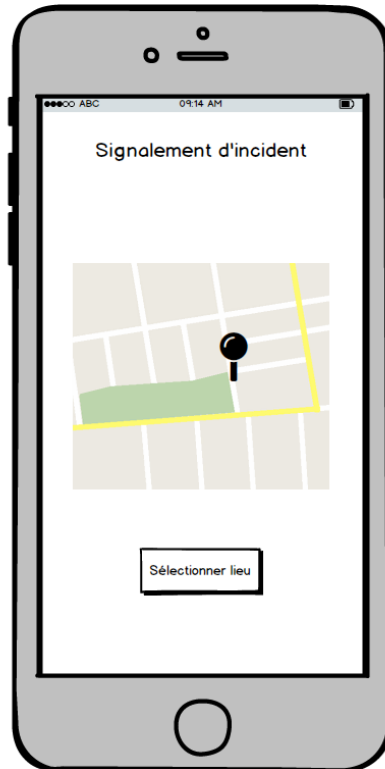 ●●●○○ ABC 09:14 AM
Signalement d'incident
Sélectionner lieu